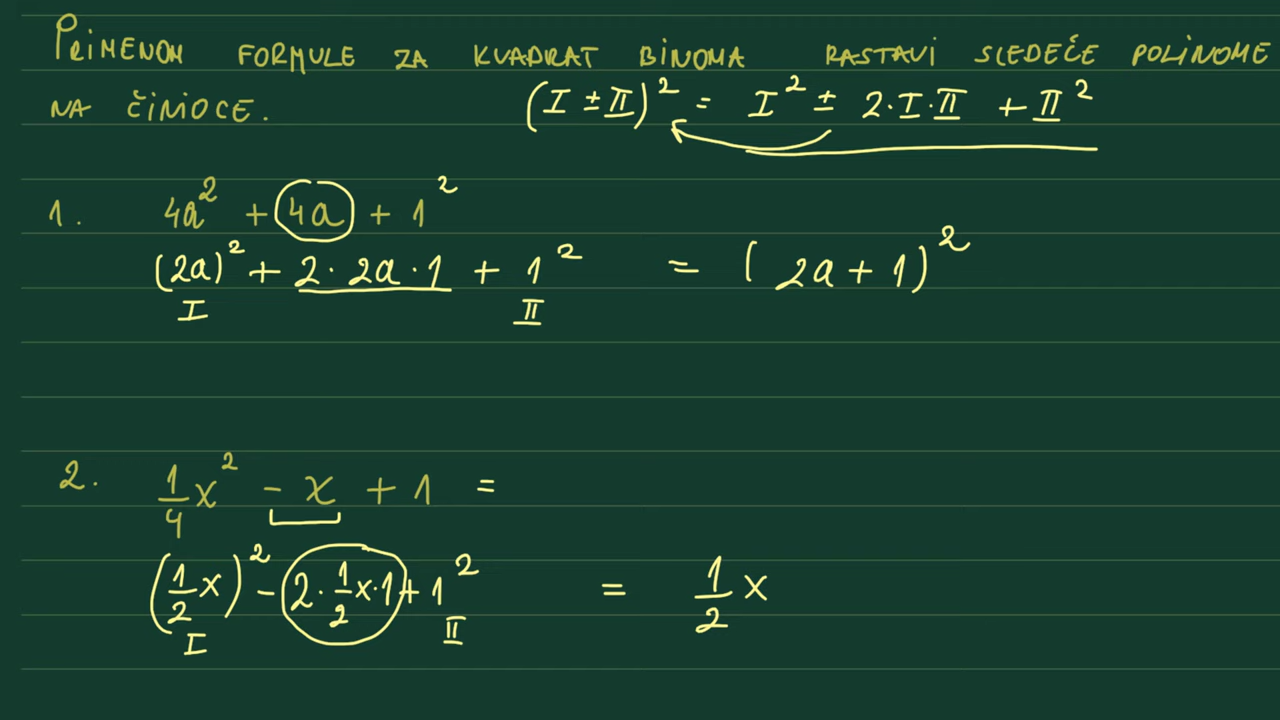 PRIMENOM FORMULE ZA KVADRAT BINOMA RASTAVI SLEDEĆE POLINOME
NA ČINIOCE. (I ± II)² = I² ± 2·I·II + II²
1. 4a² + 4a + 1²
(2a)² + 2·2a·1 + 1² = (2a + 1)²
I II
2. 1/4 x² - x + 1 =
(1/2 x)² - 2·1/2 x·1 + 1² = 1/2 x
I II